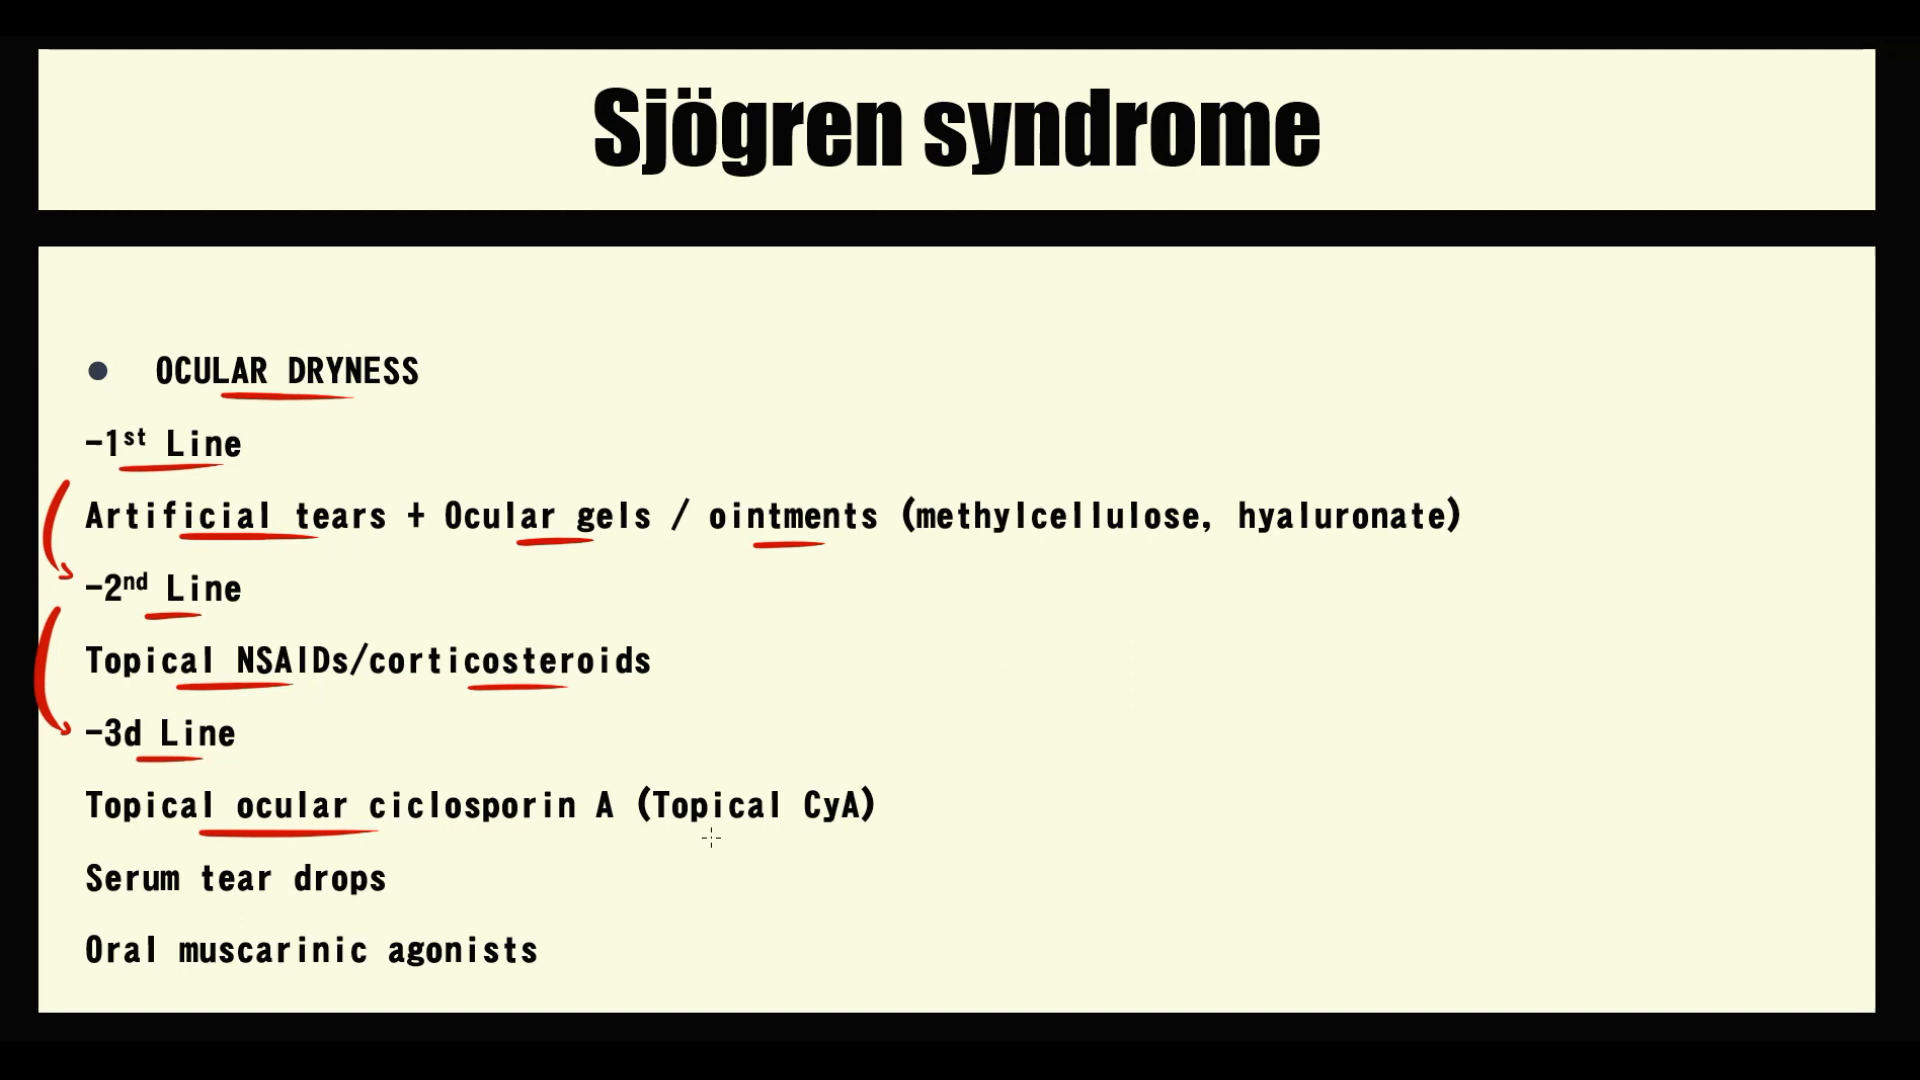 Sjögren syndrome
● OCULAR DRYNESS
-1st Line
Artificial tears + Ocular gels / ointments (methylcellulose, hyaluronate)
-2nd Line
Topical NSAIDs/corticosteroids
-3d Line
Topical ocular ciclosporin A (Topical CyA)
Serum tear drops
Oral muscarinic agonists